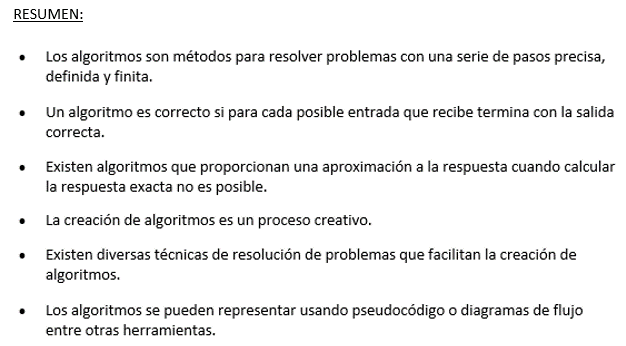 RESUMEN:
• Los algoritmos son métodos para resolver problemas con una serie de pasos precisa,
definida y finita.
• Un algoritmo es correcto si para cada posible entrada que recibe termina con la salida
correcta.
• Existen algoritmos que proporcionan una aproximación a la respuesta cuando calcular
la respuesta exacta no es posible.
• La creación de algoritmos es un proceso creativo.
• Existen diversas técnicas de resolución de problemas que facilitan la creación de
algoritmos.
• Los algoritmos se pueden representar usando pseudocódigo o diagramas de flujo
entre otras herramientas.